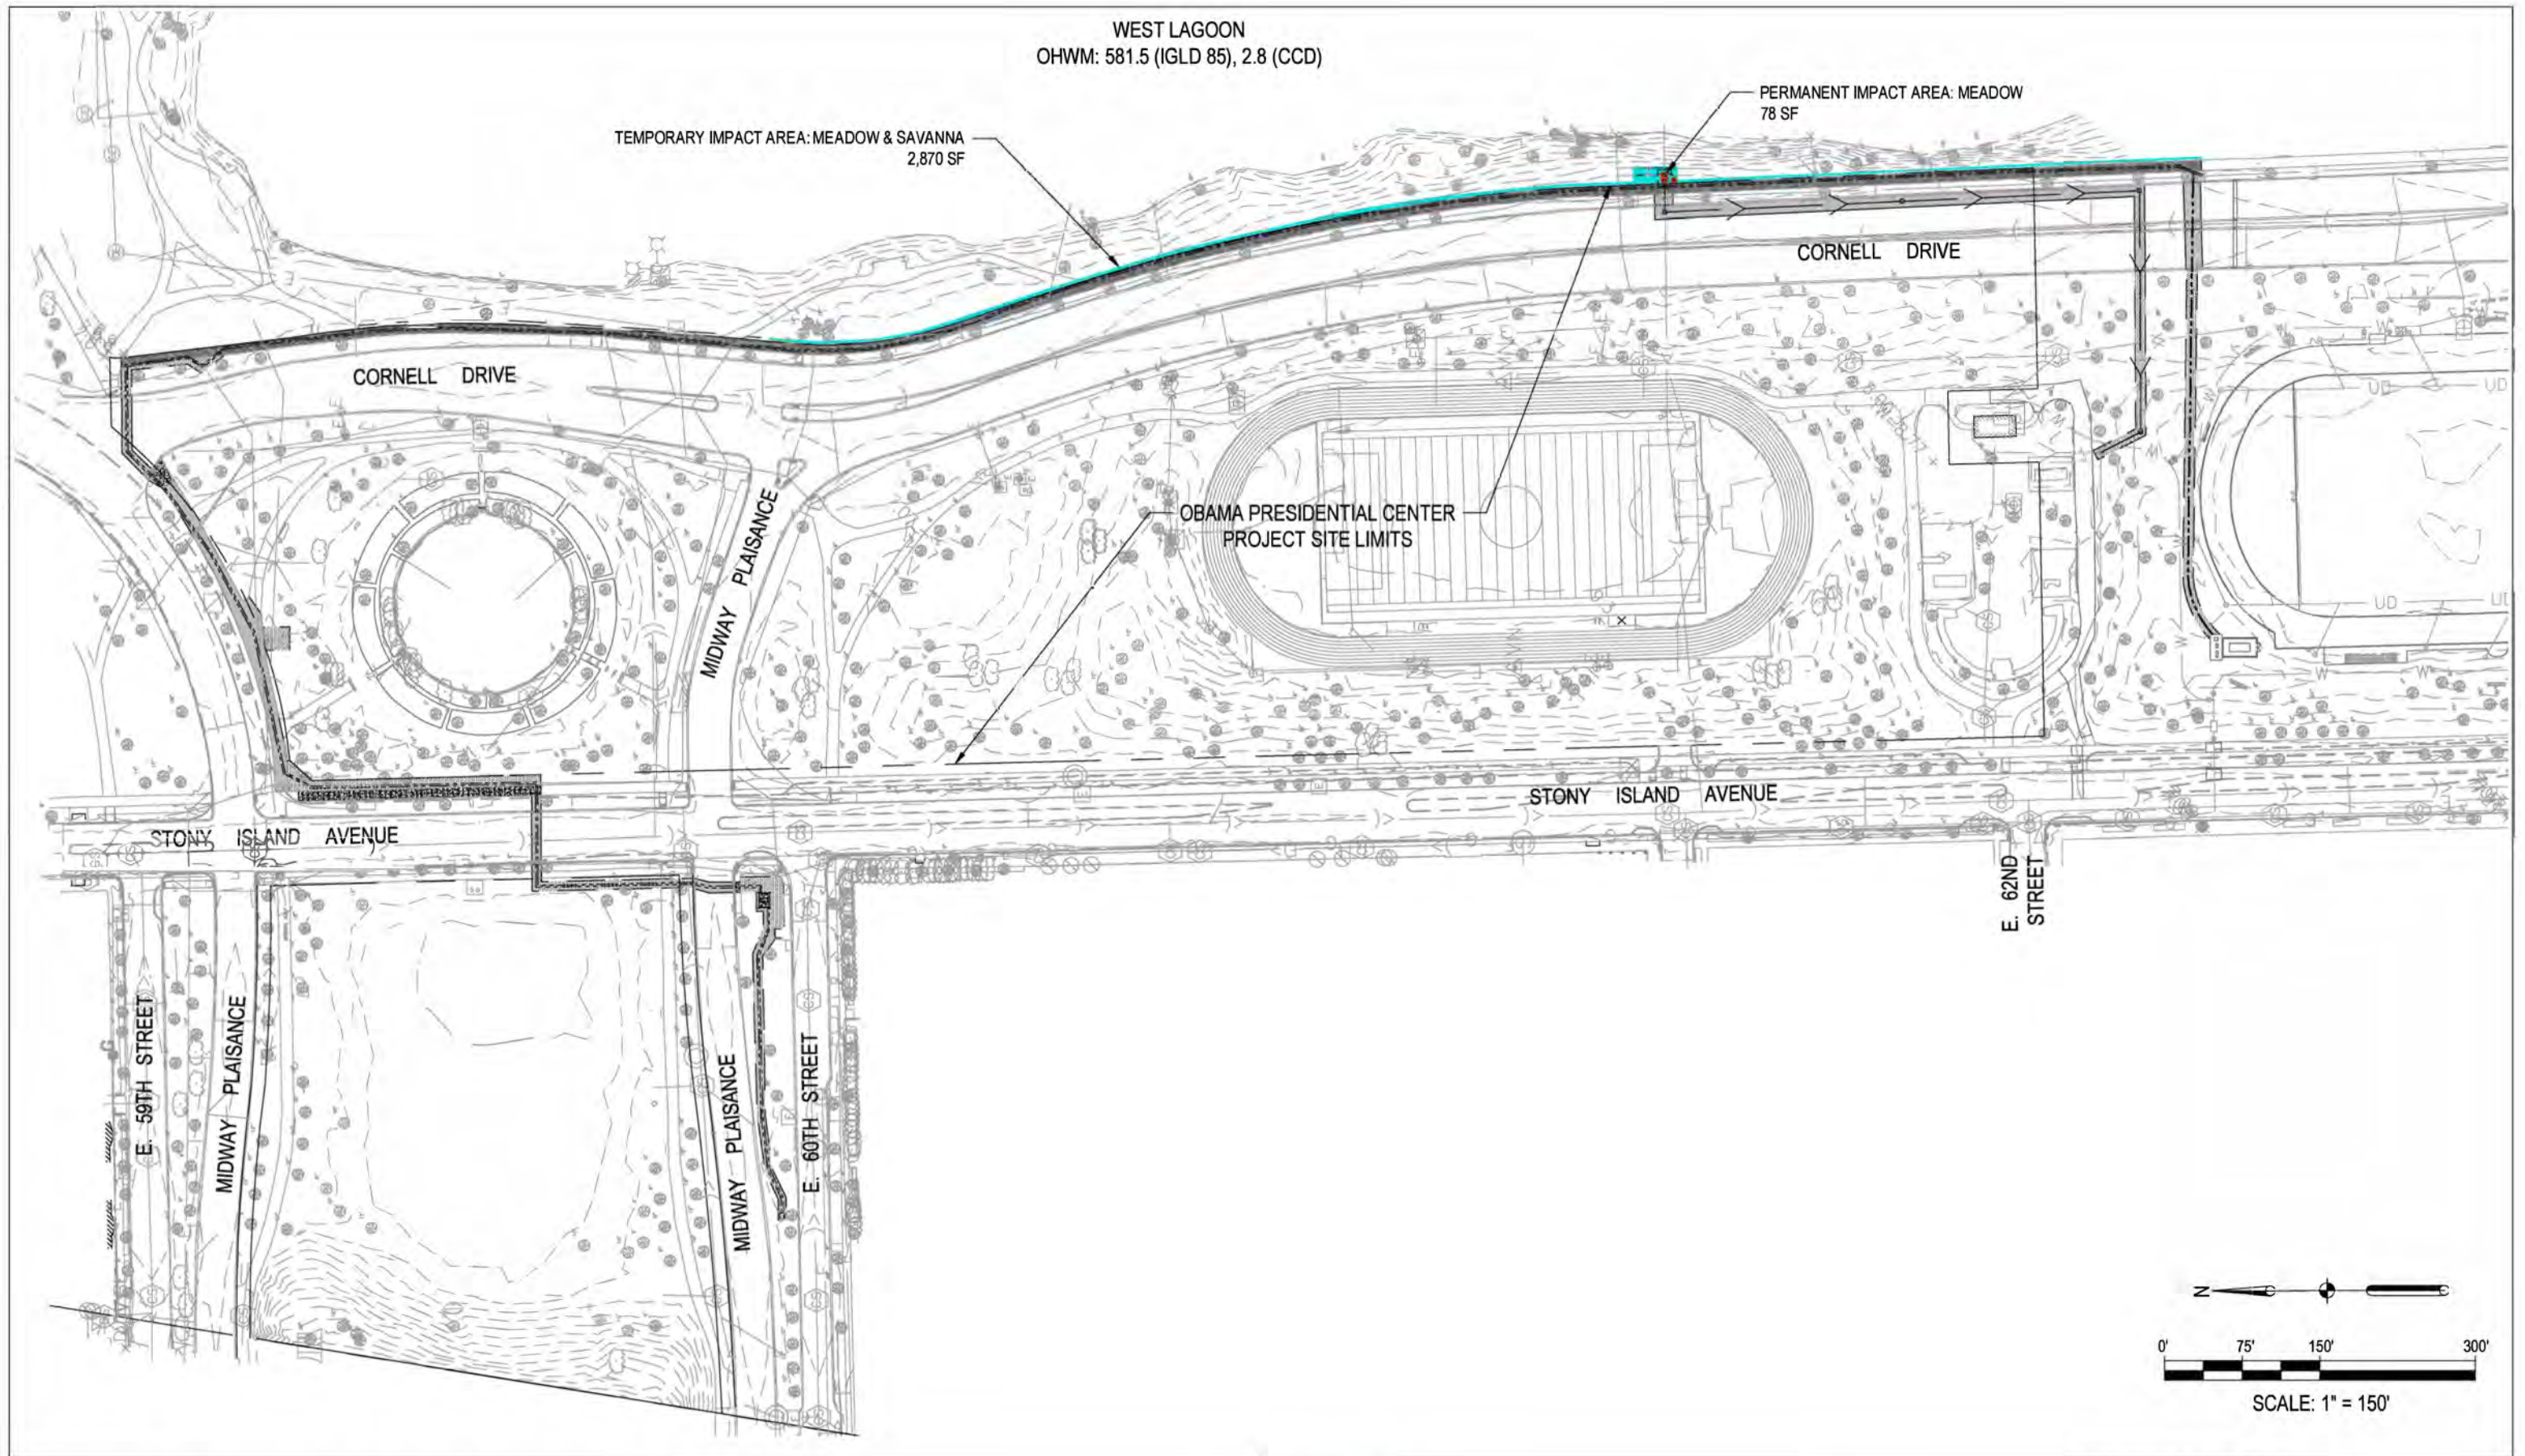 WEST LAGOON
OHWM: 581.5 (IGLD 85), 2.8 (CCD)
PERMANENT IMPACT AREA: MEADOW
78 SF
TEMPORARY IMPACT AREA: MEADOW & SAVANNA
2,870 SF
CORNELL DRIVE
CORNELL DRIVE
MIDWAY PLAISANCE
OBAMA PRESIDENTIAL CENTER
PROJECT SITE LIMITS
STONY ISLAND AVENUE
STONY ISLAND AVENUE
E. 62ND
STREET
E. 59TH STREET
MIDWAY PLAISANCE
MIDWAY PLAISANCE
E. 60TH STREET
UD
UD
UD
N
0' 75' 150' 300'
SCALE: 1" = 150'